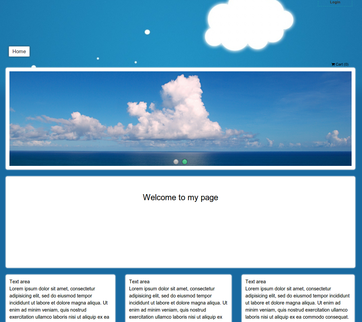 Login
Home
Cart (0)
Welcome to my page
Text area
Lorem ipsum dolor sit amet, consectetur
adipisicing elit, sed do eiusmod tempor
incididunt ut labore et dolore magna aliqua. Ut
enim ad minim veniam, quis nostrud
exercitation ullamco laboris nisi ut aliquip ex ea
Text area
Lorem ipsum dolor sit amet, consectetur
adipisicing elit, sed do eiusmod tempor
incididunt ut labore et dolore magna aliqua. Ut
enim ad minim veniam, quis nostrud
exercitation ullamco laboris nisi ut aliquip ex ea
Text area
Lorem ipsum dolor sit amet, consectetur
adipisicing elit, sed do eiusmod tempor
incididunt ut labore et dolore magna aliqua. Ut
enim ad minim veniam, quis nostrud exercitation
ullamco laboris nisi ut aliquip ex ea commodo consequat.